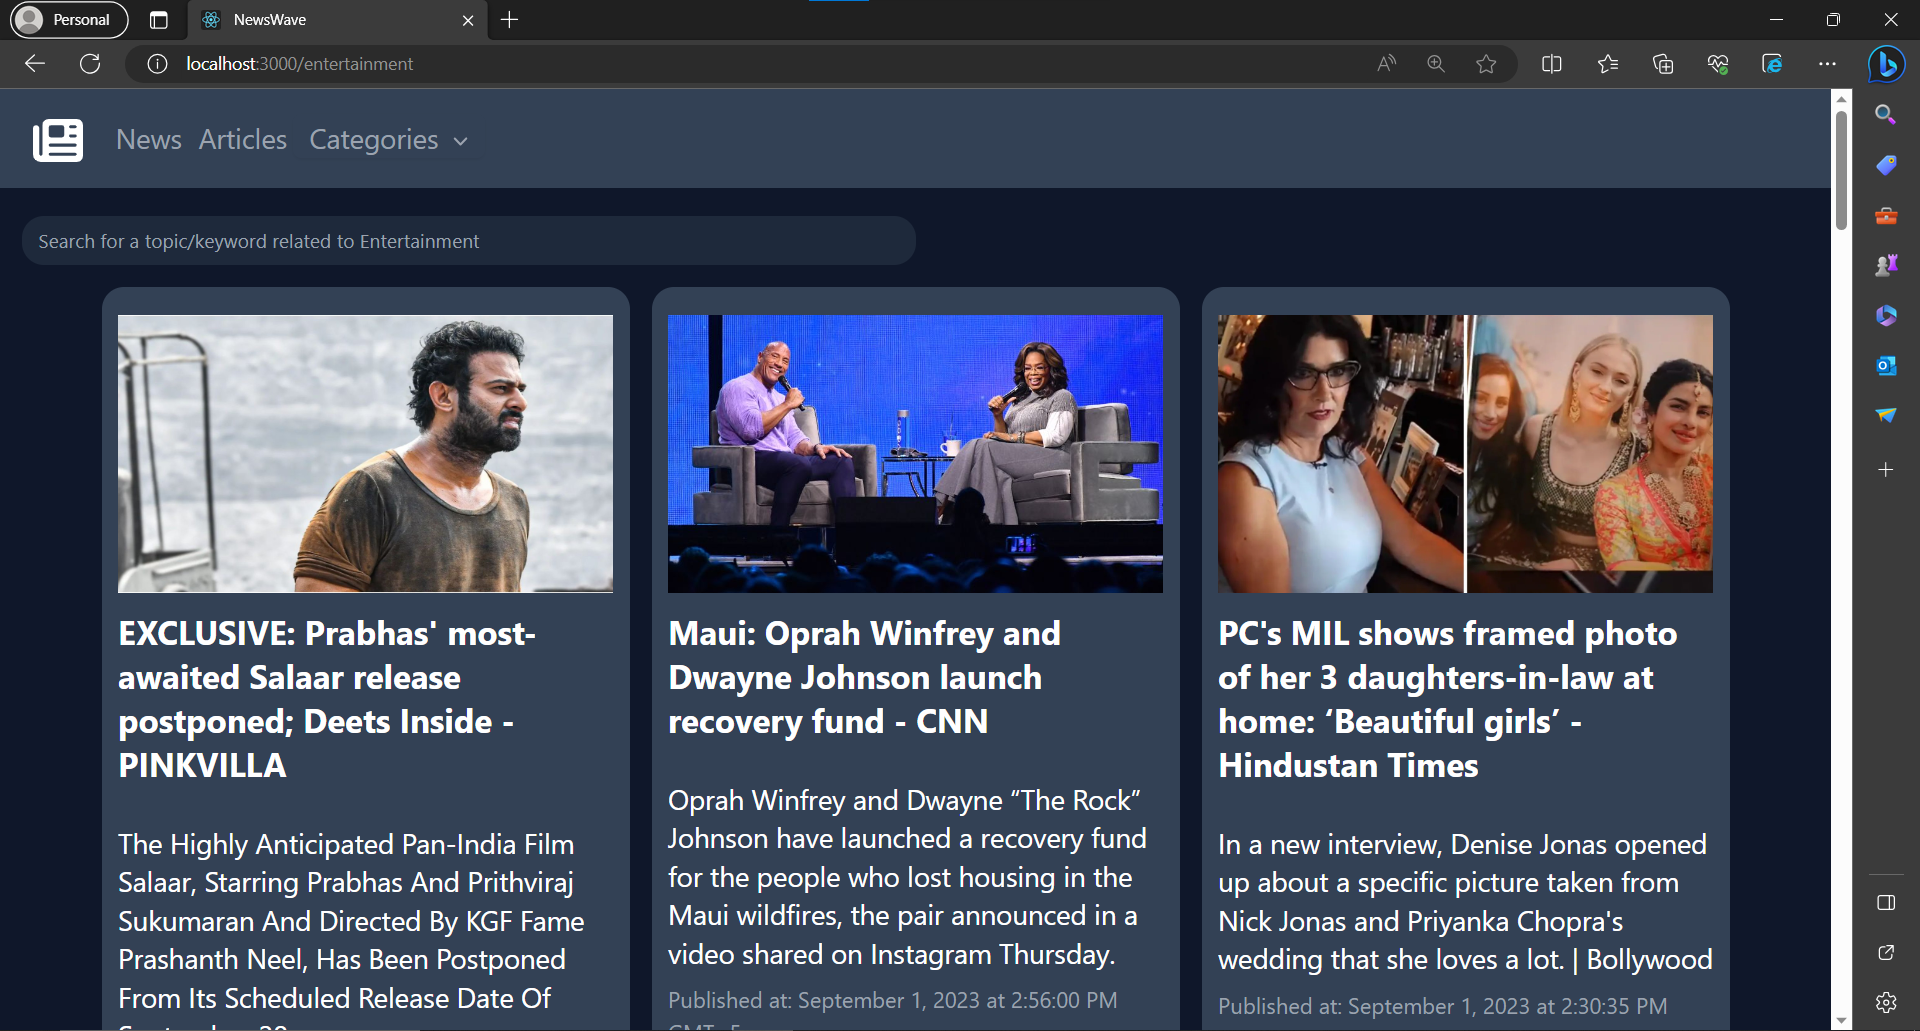 Personal
NewsWave
localhost:3000/entertainment
News Articles Categories
Search for a topic/keyword related to Entertainment
EXCLUSIVE: Prabhas' most-
awaited Salaar release
postponed; Deets Inside -
PINKVILLA
The Highly Anticipated Pan-India Film
Salaar, Starring Prabhas And Prithviraj
Sukumaran And Directed By KGF Fame
Prashanth Neel, Has Been Postponed
From Its Scheduled Release Date Of
Maui: Oprah Winfrey and
Dwayne Johnson launch
recovery fund - CNN
Oprah Winfrey and Dwayne “The Rock”
Johnson have launched a recovery fund
for the people who lost housing in the
Maui wildfires, the pair announced in a
video shared on Instagram Thursday.
Published at: September 1, 2023 at 2:56:00 PM
PC's MIL shows framed photo
of her 3 daughters-in-law at
home: ‘Beautiful girls’ -
Hindustan Times
In a new interview, Denise Jonas opened
up about a specific picture taken from
Nick Jonas and Priyanka Chopra's
wedding that she loves a lot. | Bollywood
Published at: September 1, 2023 at 2:30:35 PM